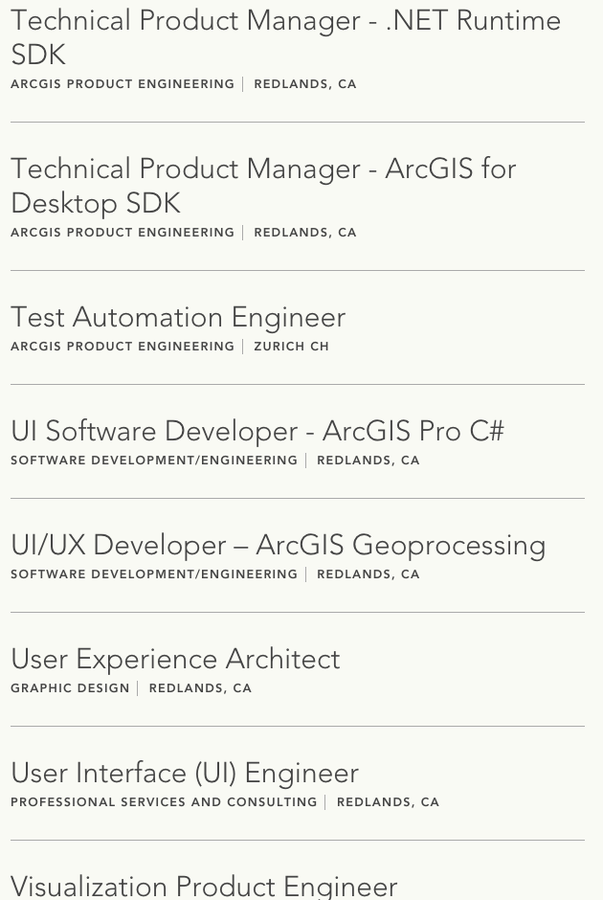 Technical Product Manager - .NET Runtime
SDK
ARCGIS PRODUCT ENGINEERING | REDLANDS, CA
Technical Product Manager - ArcGIS for
Desktop SDK
ARCGIS PRODUCT ENGINEERING | REDLANDS, CA
Test Automation Engineer
ARCGIS PRODUCT ENGINEERING | ZURICH CH
UI Software Developer - ArcGIS Pro C#
SOFTWARE DEVELOPMENT/ENGINEERING | REDLANDS, CA
UI/UX Developer – ArcGIS Geoprocessing
SOFTWARE DEVELOPMENT/ENGINEERING | REDLANDS, CA
User Experience Architect
GRAPHIC DESIGN | REDLANDS, CA
User Interface (UI) Engineer
PROFESSIONAL SERVICES AND CONSULTING | REDLANDS, CA
Visualization Product Engineer